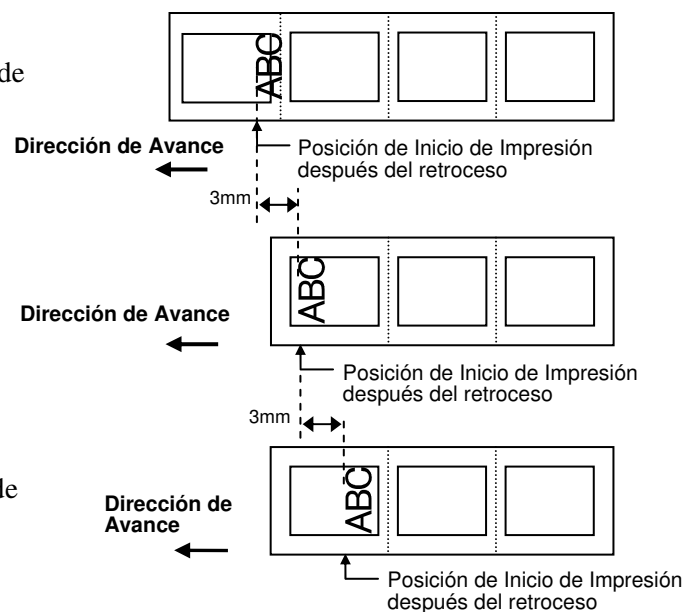 ABC
de
Dirección de Avance
Posición de Inicio de Impresión
después del retroceso
3mm
ABC
Dirección de Avance
Posición de Inicio de Impresión
después del retroceso
3mm
ABC
de
Dirección de
Avance
Posición de Inicio de Impresión
después del retroceso